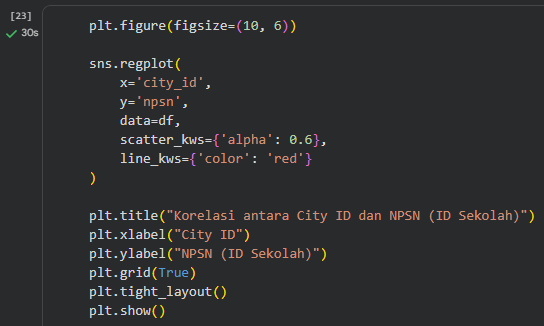 [23]
30s
plt.figure(figsize=(10, 6))
sns.regplot(
x='city_id',
y='npsn',
data=df,
scatter_kws={'alpha': 0.6},
line_kws={'color': 'red'}
)
plt.title("Korelasi antara City ID dan NPSN (ID Sekolah)")
plt.xlabel("City ID")
plt.ylabel("NPSN (ID Sekolah)")
plt.grid(True)
plt.tight_layout()
plt.show()